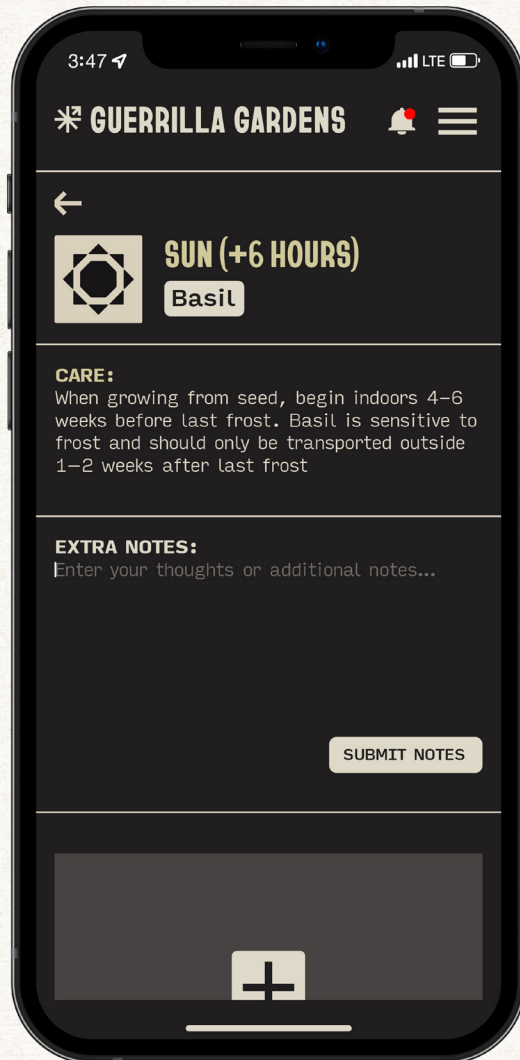 3:47
LTE
GUERRILLA GARDENS
SUN (+6 HOURS)
Basil
CARE:
When growing from seed, begin indoors 4–6
weeks before last frost. Basil is sensitive to
frost and should only be transported outside
1–2 weeks after last frost
EXTRA NOTES:
Enter your thoughts or additional notes...
SUBMIT NOTES